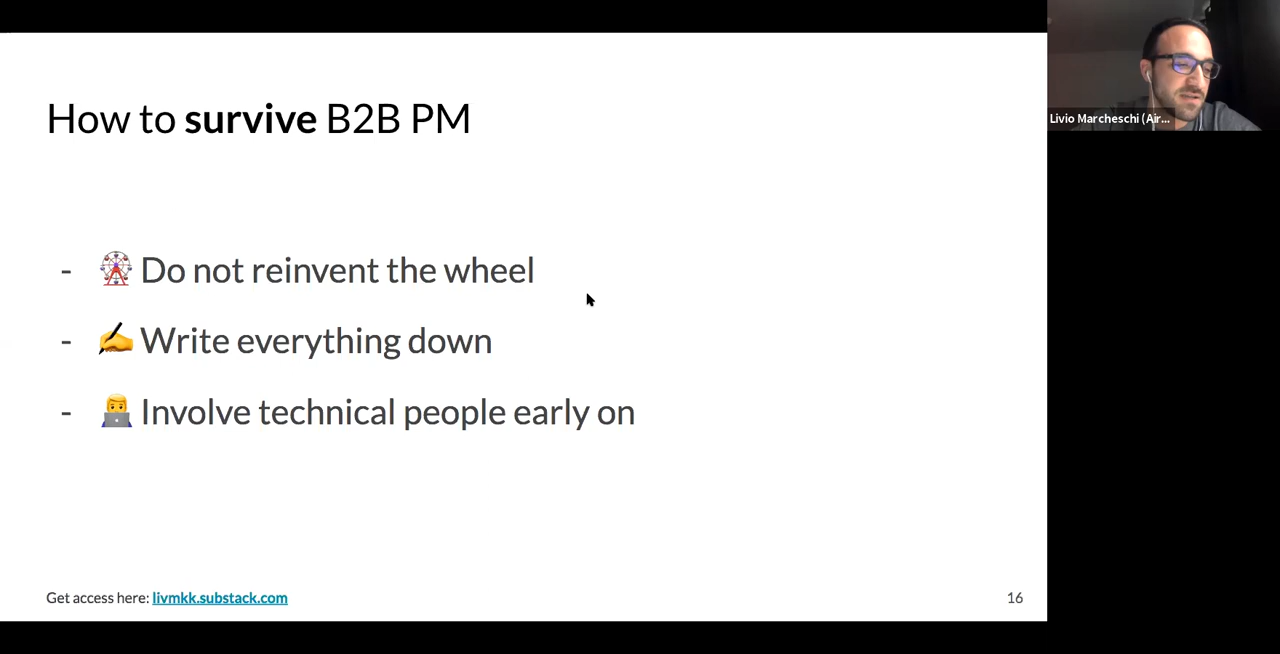 How to survive B2B PM
Livio Marcheschi (Air...
- 🎡 Do not reinvent the wheel
- ✍️ Write everything down
- 👨‍💻 Involve technical people early on
Get access here: livmkk.substack.com
16